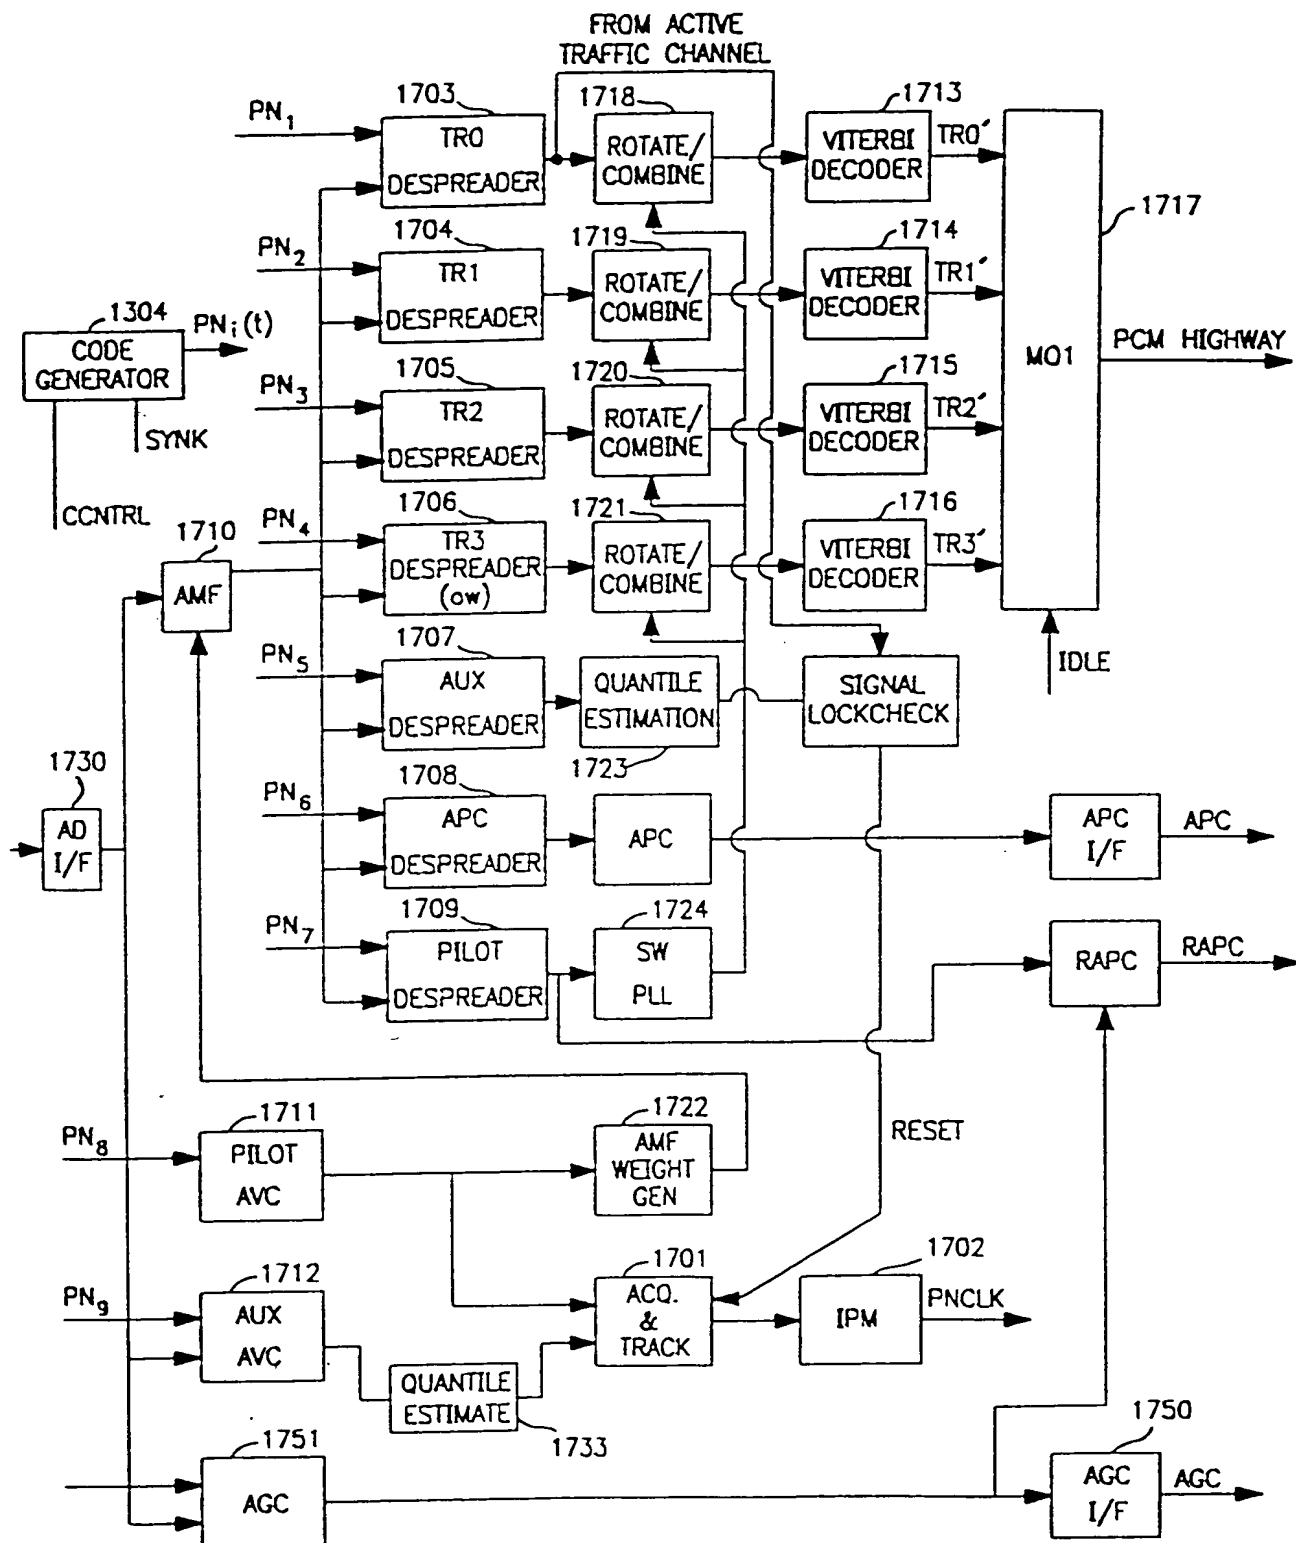 FROM ACTIVE
TRAFFIC CHANNEL
PN1
1703
TR0
DESPREADER
1718
ROTATE/
COMBINE
1713
VITERBI
DECODER
TR0′
1717
M01
PCM HIGHWAY
IDLE
PN2
1704
TR1
DESPREADER
1719
ROTATE/
COMBINE
1714
VITERBI
DECODER
TR1′
1304
CODE
GENERATOR
PNi(t)
SYNK
CCNTRL
PN3
1705
TR2
DESPREADER
1720
ROTATE/
COMBINE
1715
VITERBI
DECODER
TR2′
PN4
1706
TR3
DESPREADER
(ow)
1721
ROTATE/
COMBINE
1716
VITERBI
DECODER
TR3′
1710
AMF
PN5
1707
AUX
DESPREADER
QUANTILE
ESTIMATION
1723
SIGNAL
LOCKCHECK
1730
AD
I/F
PN6
1708
APC
DESPREADER
APC
APC
I/F
APC
PN7
1709
PILOT
DESPREADER
1724
SW
PLL
RAPC
RAPC
PN8
1711
PILOT
AVC
1722
AMF
WEIGHT
GEN
RESET
PN9
1712
AUX
AVC
1701
ACQ.
&
TRACK
1702
IPM
PNCLK
QUANTILE
ESTIMATE
1733
1751
AGC
1750
AGC
I/F
AGC